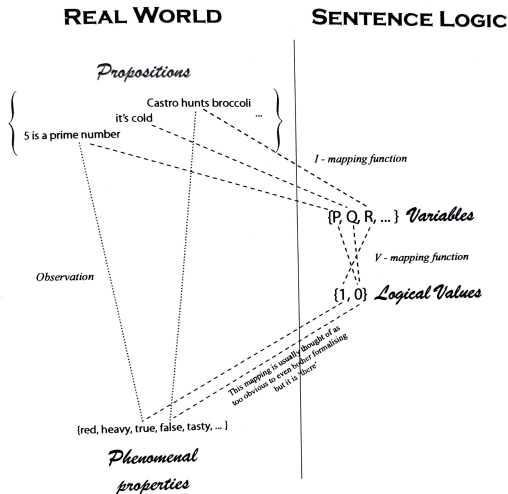 REAL WORLD
SENTENCE LOGIC
Propositions
Castro hunts broccoli
it's cold
...
5 is a prime number
I - mapping function
{P, Q, R, ... } Variables
V - mapping function
Observation
{1, 0} Logical Values
This mapping is usually thought of as
too obvious to even bother formalising
but it is 'there'
{red, heavy, true, false, tasty, ... }
Phenomenal
properties